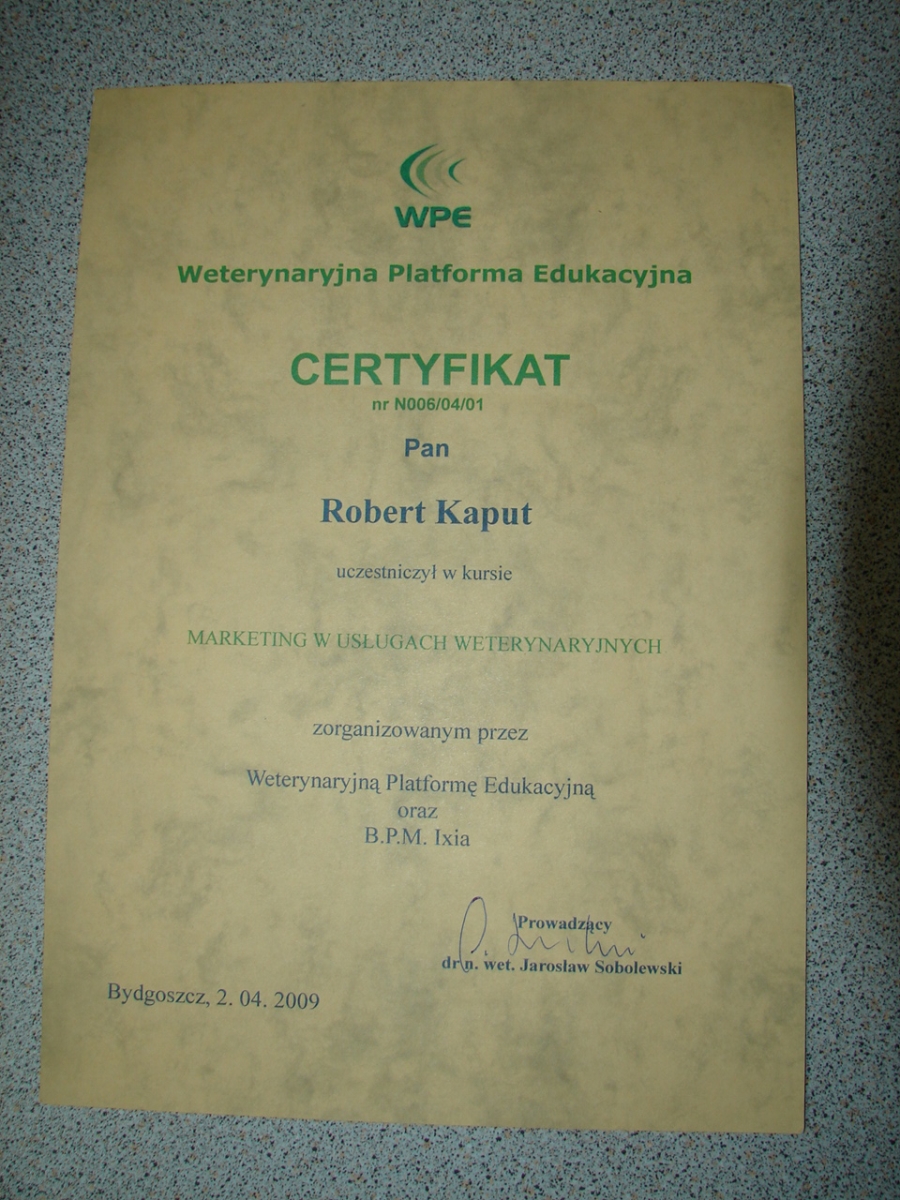 WPE
Weterynaryjna Platforma Edukacyjna
CERTYFIKAT
nr N006/04/01
Pan
Robert Kaput
uczestniczył w kursie
MARKETING W USŁUGACH WETERYNARYJNYCH
zorganizowanym przez
Weterynaryjną Platformę Edukacyjną
oraz
B.P.M. Ixia
Prowadzący
dr n. wet. Jarosław Sobolewski
Bydgoszcz, 2. 04. 2009